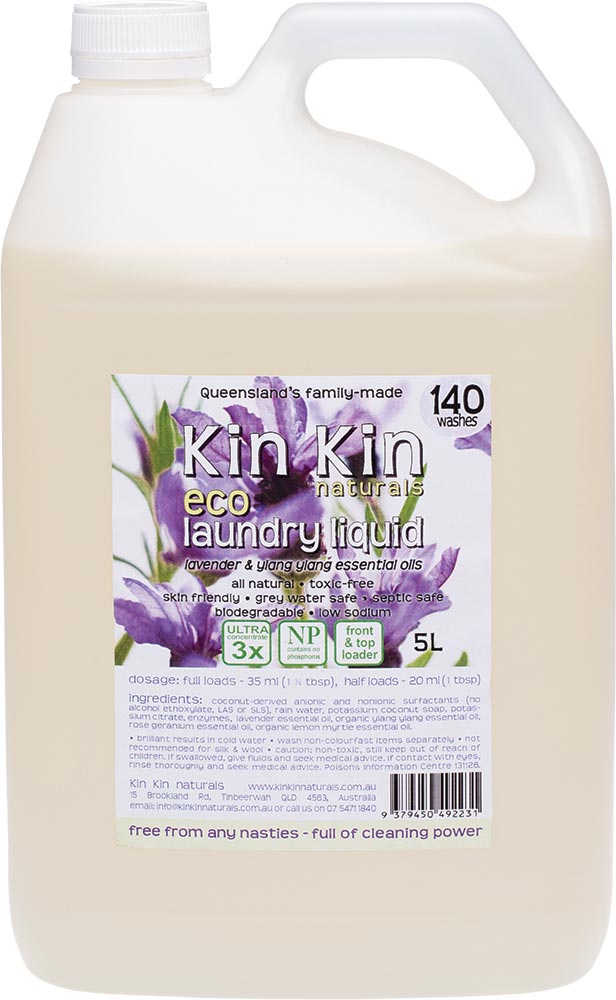 Queensland's family-made
140
washes
Kin Kin
naturals
eco
laundry liquid
lavender & ylang ylang essential oils
all natural • toxic-free
skin friendly • grey water safe • septic safe
biodegradable • low sodium
ULTRA
concentrate
3x
NP
contains no
phosphorus
front
& top
loader
5L
dosage: full loads - 35 ml (1 ¾ tbsp), half loads - 20 ml (1 tbsp)
ingredients: coconut-derived anionic and nonionic surfactants (no
alcohol ethoxylate, LAS or SLS), rain water, potassium coconut soap, potas-
sium citrate, enzymes, lavender essential oil, organic ylang ylang essential oil,
rose geranium essential oil, organic lemon myrtle essential oil.
• brilliant results in cold water • wash non-colourfast items separately • not
recommended for silk & wool • caution: non-toxic, still keep out of reach of
children. If swallowed, give fluids and seek medical advice. If contact with eyes,
rinse thoroughly and seek medical advice. Poisons Information Centre 131126.
Kin Kin naturals www.kinkinnaturals.com.au
15 Brookland Rd, Tinbeerwah QLD 4563, Australia
email: info@kinkinnaturals.com.au or call us on 07 5471 1840
9 379450 492231
free from any nasties - full of cleaning power